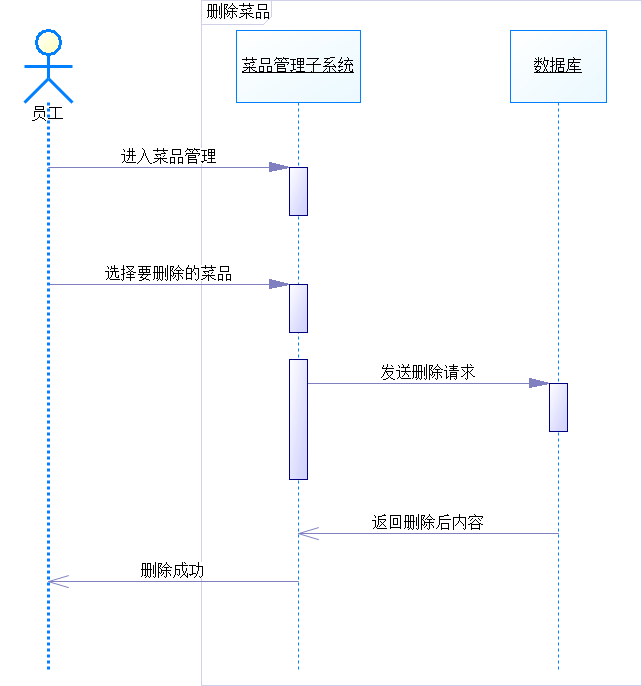 删除菜品
菜品管理子系统
数据库
员工
进入菜品管理
选择要删除的菜品
发送删除请求
返回删除后内容
删除成功